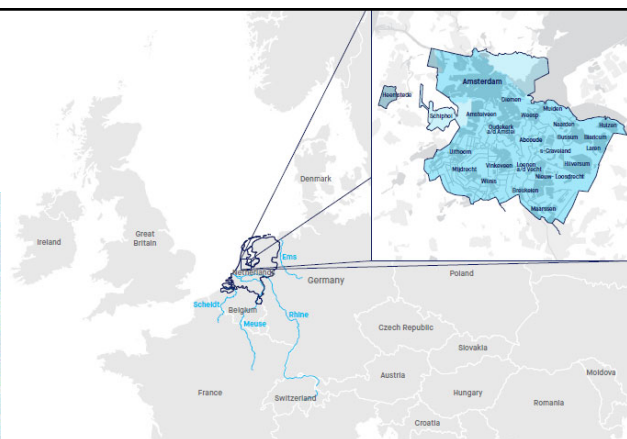 Denmark
Ireland
Great
Britain
Netherlands
Ems
Germany
Poland
Scheldt
Belgium
Meuse
Rhine
Czech Republic
Slovakia
France
Switzerland
Austria
Hungary
Moldova
Romania
Croatia
Amsterdam
Heemstede
Diemen
Schiphol
Amstelveen
Weesp
Muiden
Ouderkerk
a/d Amstel
Naarden
Huizen
Abcoude
Bussum
Blaricum
Uithoorn
s-Graveland
Laren
Mijdrecht
Vinkeveen
Loenen
a/d Vecht
Hilversum
Nieuw-Loosdrecht
Wilnis
Breukelen
Maarssen